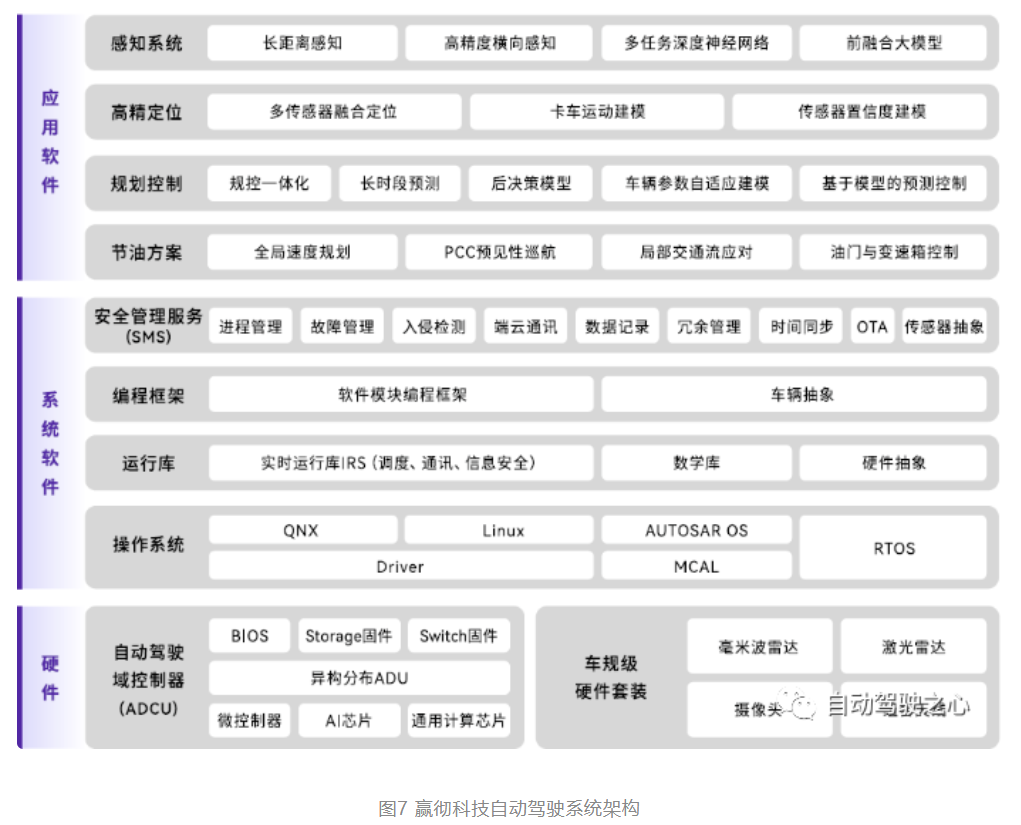 应用软件
感知系统
长距离感知
高精度横向感知
多任务深度神经网络
前融合大模型
高精定位
多传感器融合定位
卡车运动建模
传感器置信度建模
规划控制
规控一体化
长时段预测
后决策模型
车辆参数自适应建模
基于模型的预测控制
节油方案
全局速度规划
PCC预见性巡航
局部交通流应对
油门与变速箱控制
系统软件
安全管理服务
(SMS)
进程管理
故障管理
入侵检测
端云通讯
数据记录
冗余管理
时间同步
OTA
传感器抽象
编程框架
软件模块编程框架
车辆抽象
运行库
实时运行库IRS（调度、通讯、信息安全）
数学库
硬件抽象
操作系统
QNX
Linux
AUTOSAR OS
RTOS
Driver
MCAL
硬件
自动驾驶
域控制器
(ADCU)
BIOS
Storage固件
Switch固件
异构分布ADU
微控制器
AI芯片
通用计算芯片
车规级
硬件套装
毫米波雷达
激光雷达
摄像头
自动驾驶之心
图7 赢彻科技自动驾驶系统架构